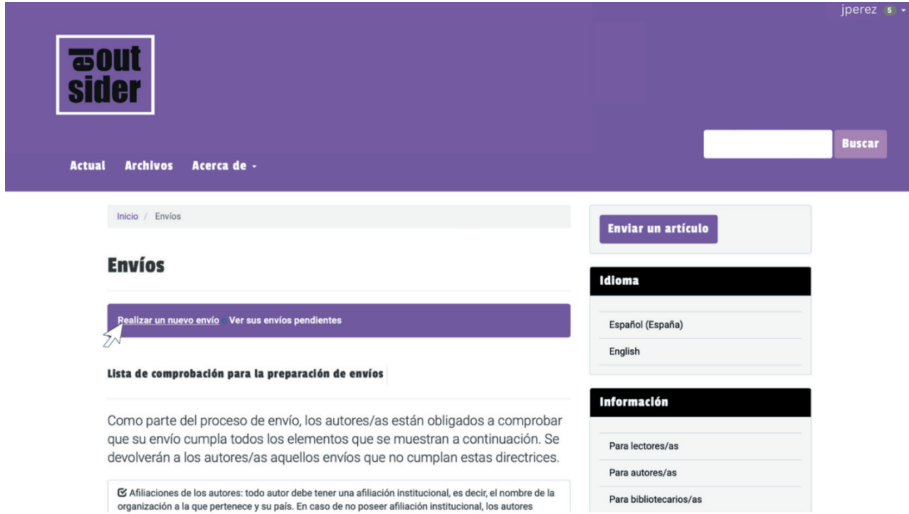 jperez 5
el out
sider
Buscar
Actual Archivos Acerca de
Inicio / Envíos
Envíos
Realizar un nuevo envío Ver sus envíos pendientes
Lista de comprobación para la preparación de envíos
Como parte del proceso de envío, los autores/as están obligados a comprobar
que su envío cumpla todos los elementos que se muestran a continuación. Se
devolverán a los autores/as aquellos envíos que no cumplan estas directrices.
Afiliaciones de los autores: todo autor debe tener una afiliación institucional, es decir, el nombre de la
organización a la que pertenece y su país. En caso de no poseer afiliación institucional, los autores
Enviar un artículo
Idioma
Español (España)
English
Información
Para lectores/as
Para autores/as
Para bibliotecarios/as